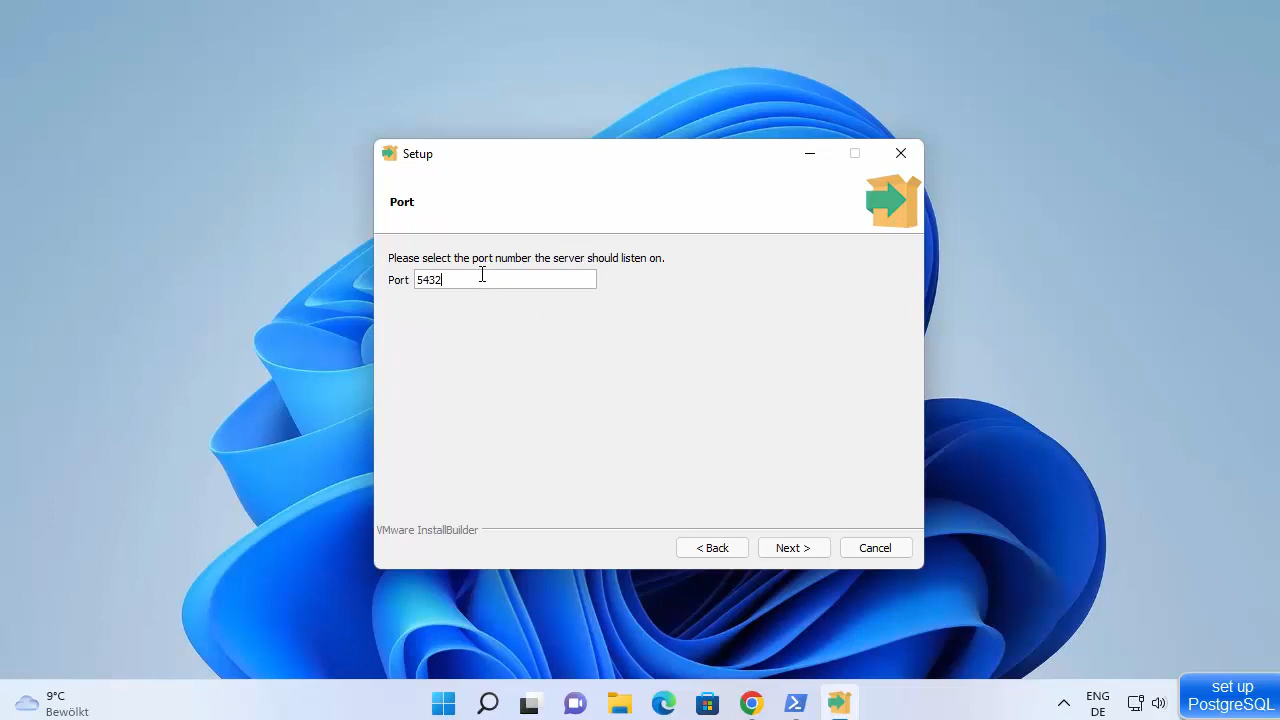 Setup
Port
Please select the port number the server should listen on.
Port 5432
VMware InstallBuilder
< Back
Next >
Cancel
9°C
Bewölkt
ENG
DE
set up
PostgreSQL